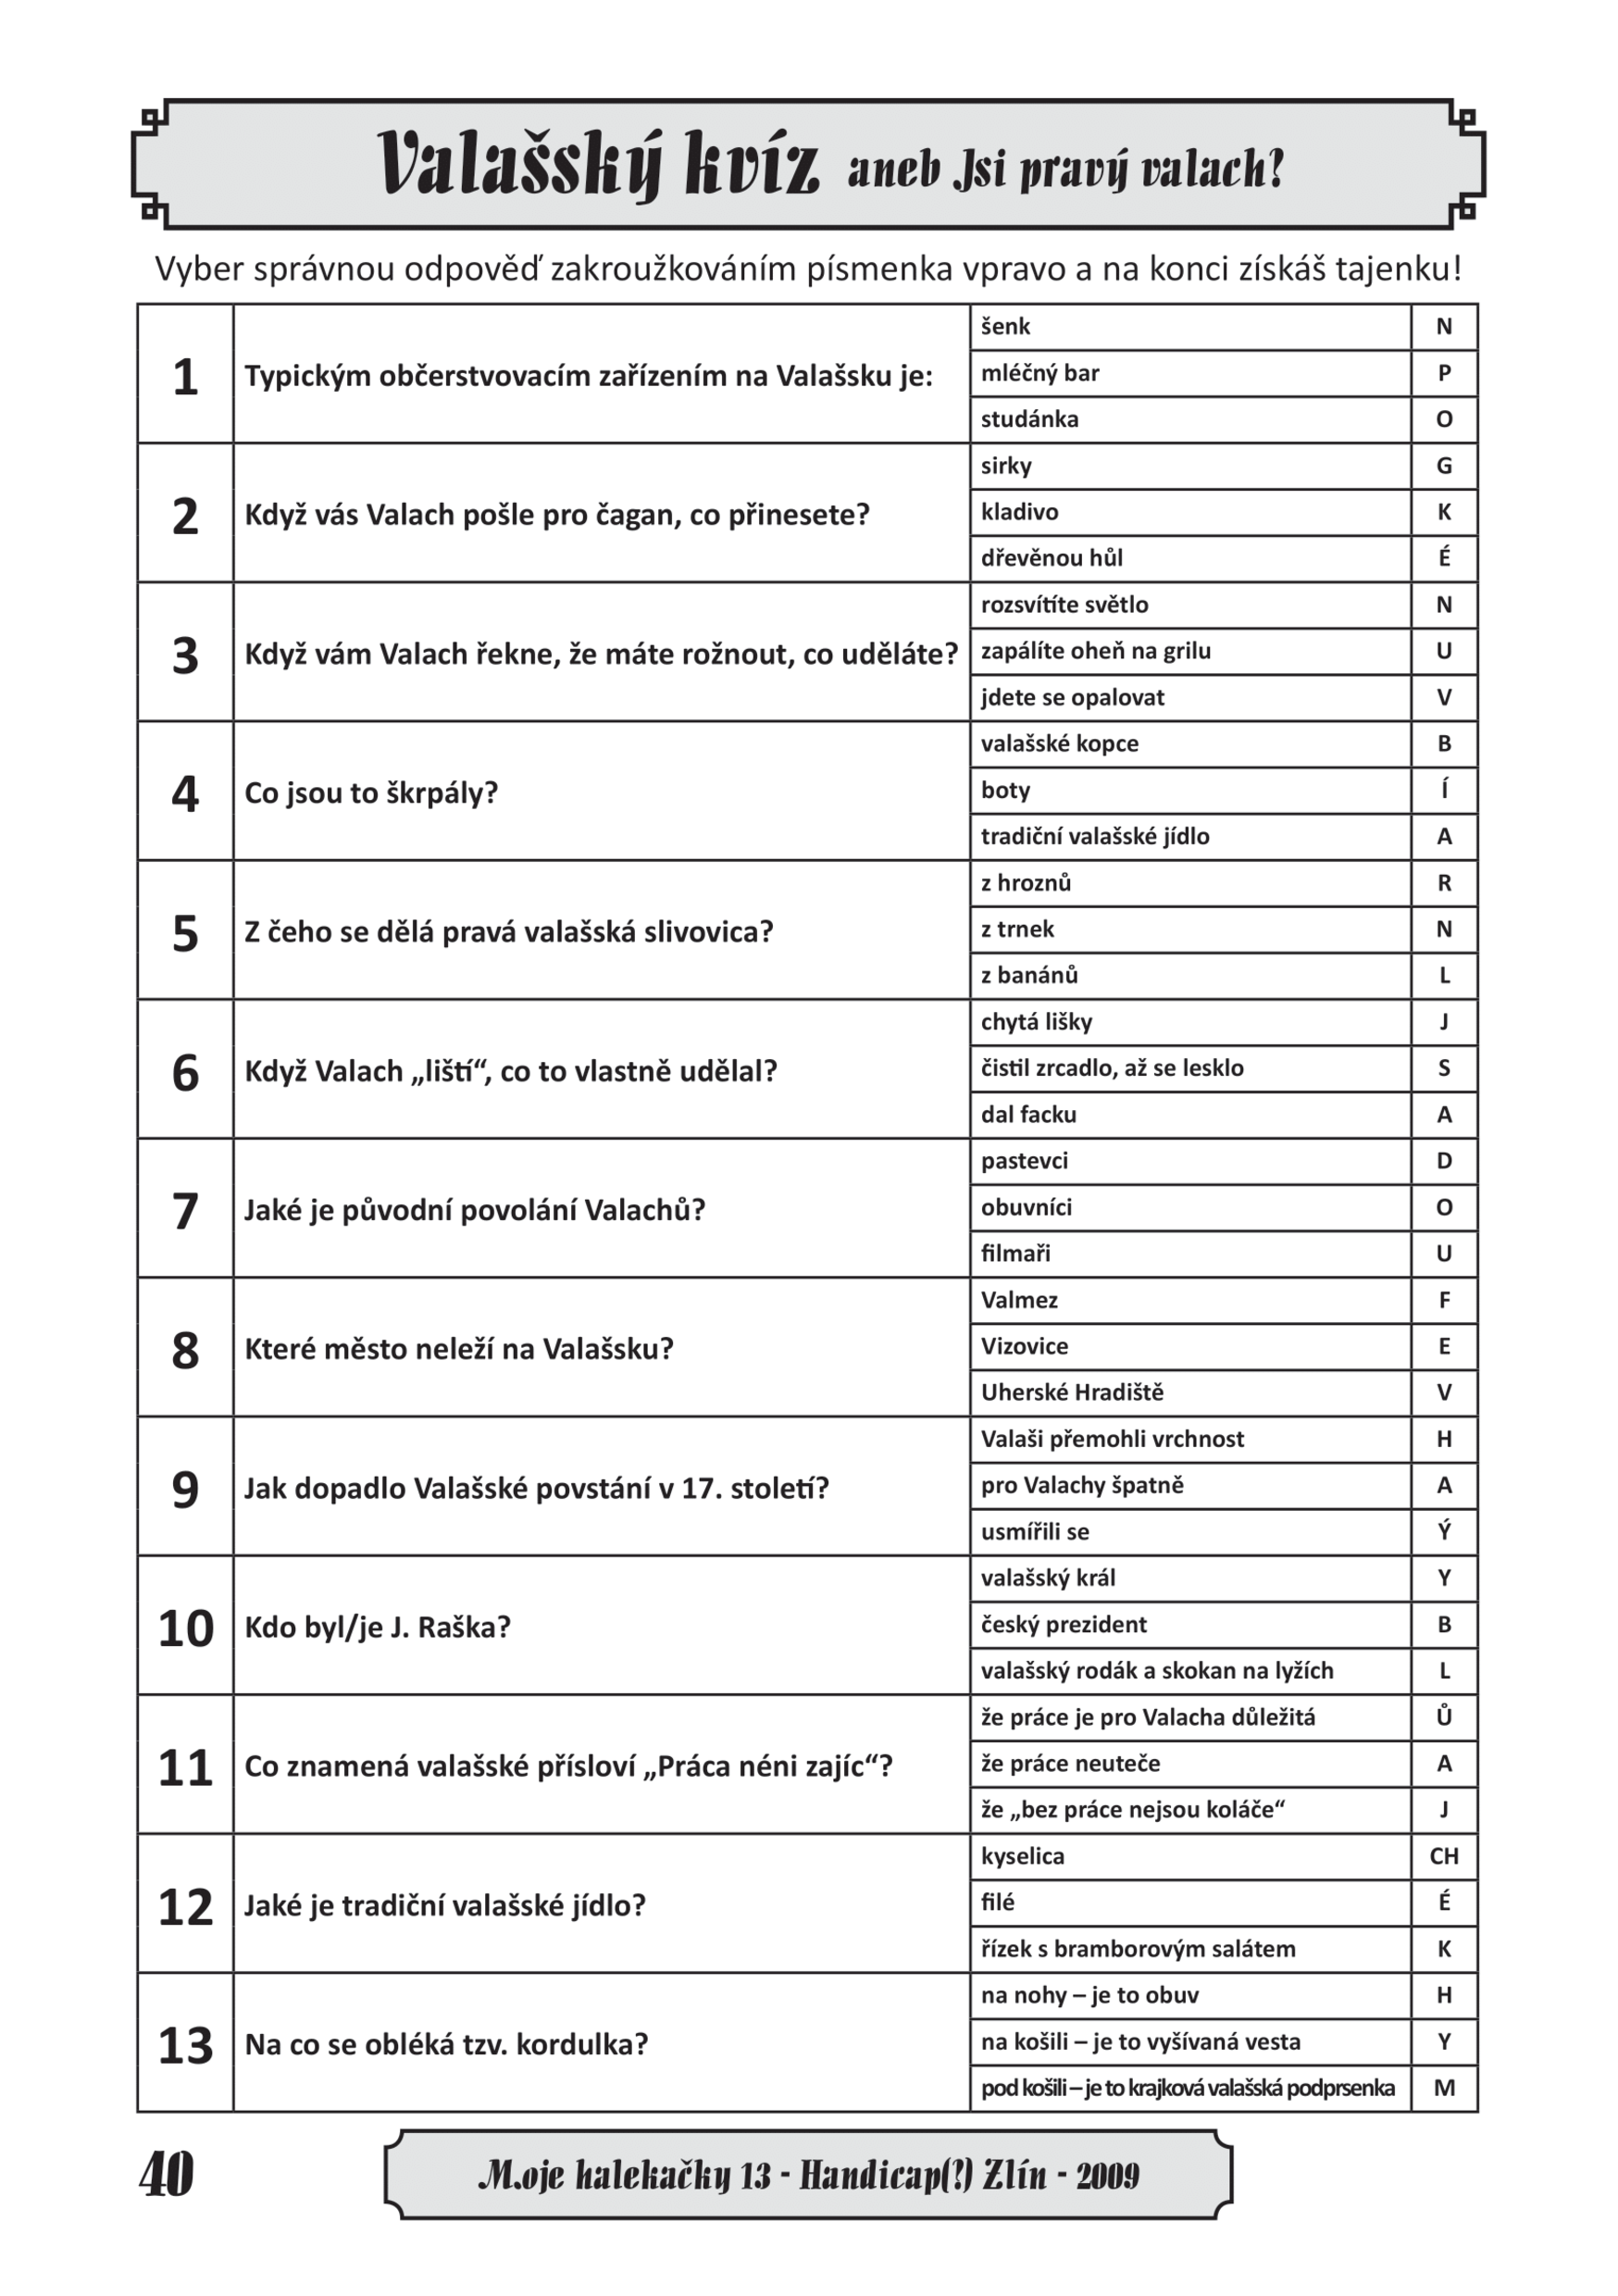 Valašský kvíz aneb Jsi pravý valach?
Vyber správnou odpověď zakroužkováním písmenka vpravo a na konci získáš tajenku!
1
Typickým občerstvovacím zařízením na Valašsku je:
šenk N
mléčný bar P
studánka O
2
Když vás Valach pošle pro čagan, co přinesete?
sirky G
kladivo K
dřevěnou hůl É
3
Když vám Valach řekne, že máte rožnout, co uděláte?
rozsvítíte světlo N
zapálíte oheň na grilu U
jdete se opalovat V
4
Co jsou to škrpály?
valašské kopce B
boty Í
tradiční valašské jídlo A
5
Z čeho se dělá pravá valašská slivovica?
z hroznů R
z trnek N
z banánů L
6
Když Valach „liští“, co to vlastně udělal?
chytá lišky J
čistil zrcadlo, až se lesklo S
dal facku A
7
Jaké je původní povolání Valachů?
pastevci D
obuvníci O
filmaři U
8
Které město neleží na Valašsku?
Valmez F
Vizovice E
Uherské Hradiště V
9
Jak dopadlo Valašské povstání v 17. století?
Valaši přemohli vrchnost H
pro Valachy špatně A
usmířili se Ý
10
Kdo byl/je J. Raška?
valašský král Y
český prezident B
valašský rodák a skokan na lyžích L
11
Co znamená valašské přísloví „Práca néni zajíc“?
že práce je pro Valacha důležitá Ů
že práce neuteče A
že „bez práce nejsou koláče“ J
12
Jaké je tradiční valašské jídlo?
kyselica CH
filé É
řízek s bramborovým salátem K
13
Na co se obléká tzv. kordulka?
na nohy – je to obuv H
na košili – je to vyšívaná vesta Y
pod košili – je to krajková valašská podprsenka M
40
M.oje halekačky 13 - Handicap(?) Zlín - 2009